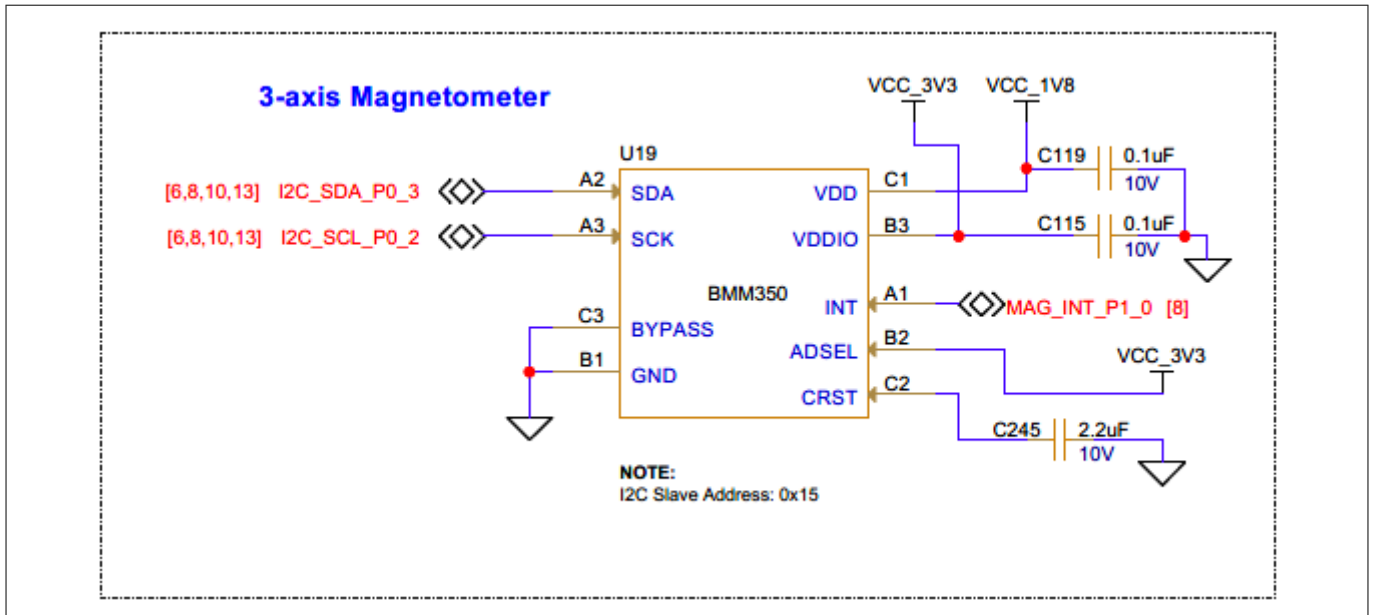 3-axis Magnetometer
VCC_3V3 VCC_1V8
U19
C119 0.1uF
10V
[6,8,10,13] I2C_SDA_P0_3 A2 SDA VDD C1
[6,8,10,13] I2C_SCL_P0_2 A3 SCK VDDIO B3 C115 0.1uF
10V
BMM350
INT A1 MAG_INT_P1_0 [8]
C3 BYPASS
ADSEL B2 VCC_3V3
B1 GND
CRST C2
C245 2.2uF
10V
NOTE:
I2C Slave Address: 0x15